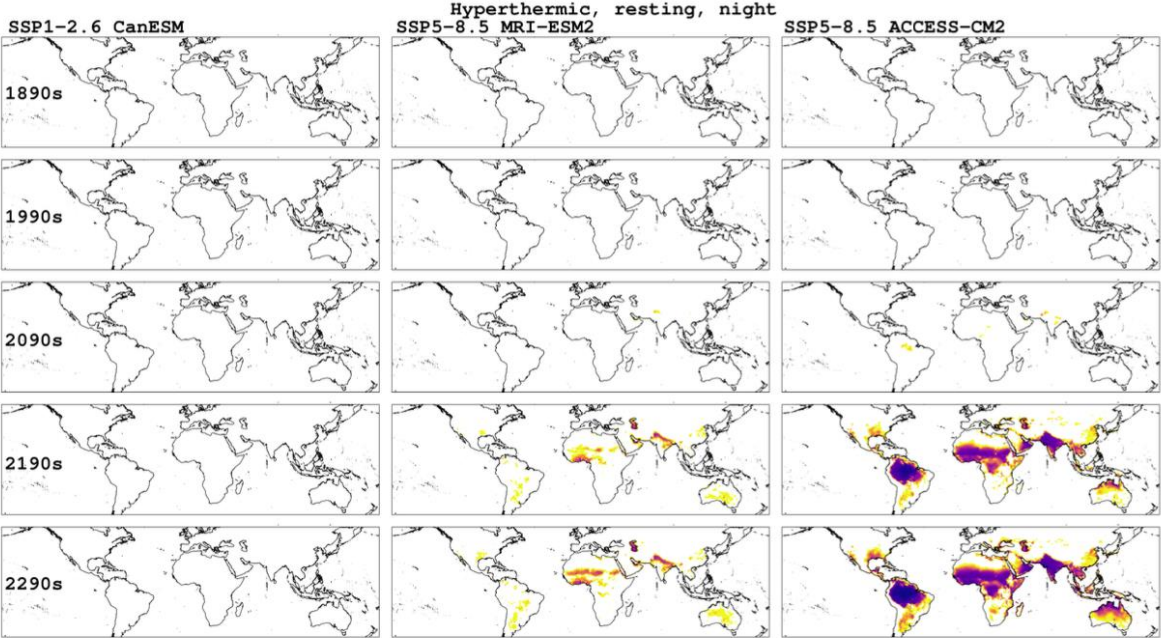 Hyperthermic, resting, night
SSP1-2.6 CanESM SSP5-8.5 MRI-ESM2 SSP5-8.5 ACCESS-CM2
1890s
1990s
2090s
2190s
2290s